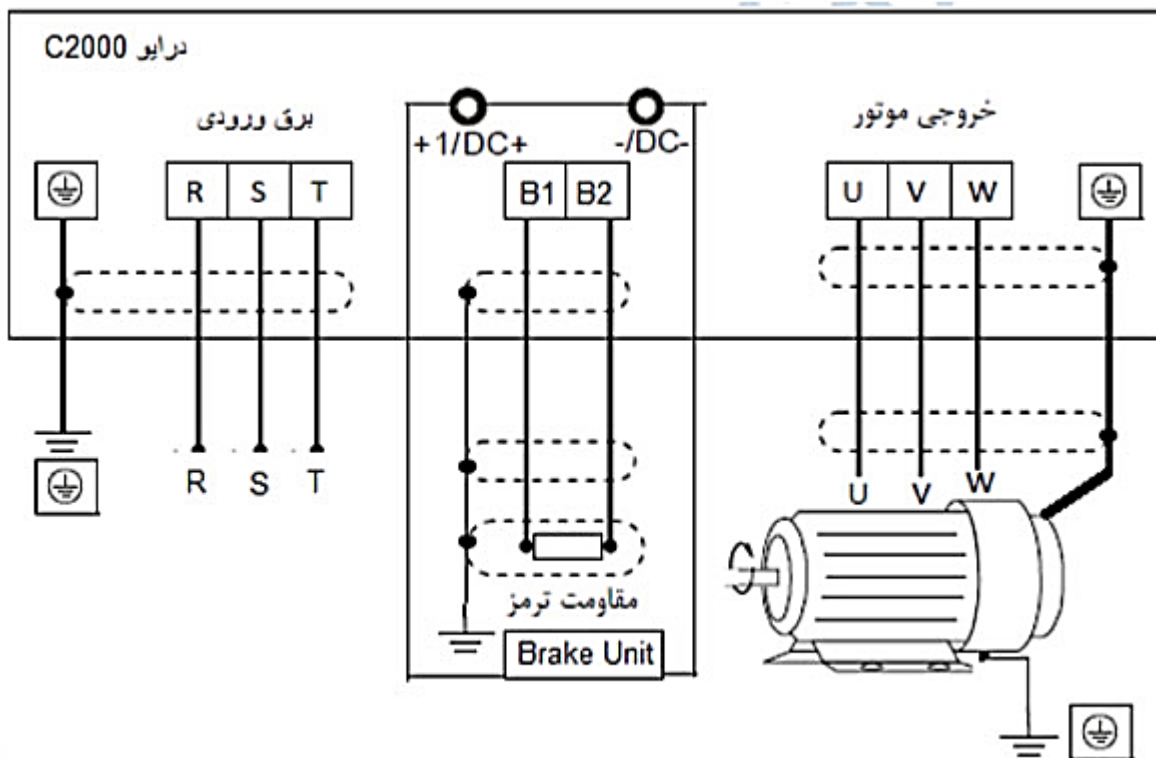 درایو C2000
برق ورودی
+1/DC+
-/DC-
خروجی موتور
R S T
B1 B2
U V W
R S T
U V W
مقاومت ترمز
Brake Unit